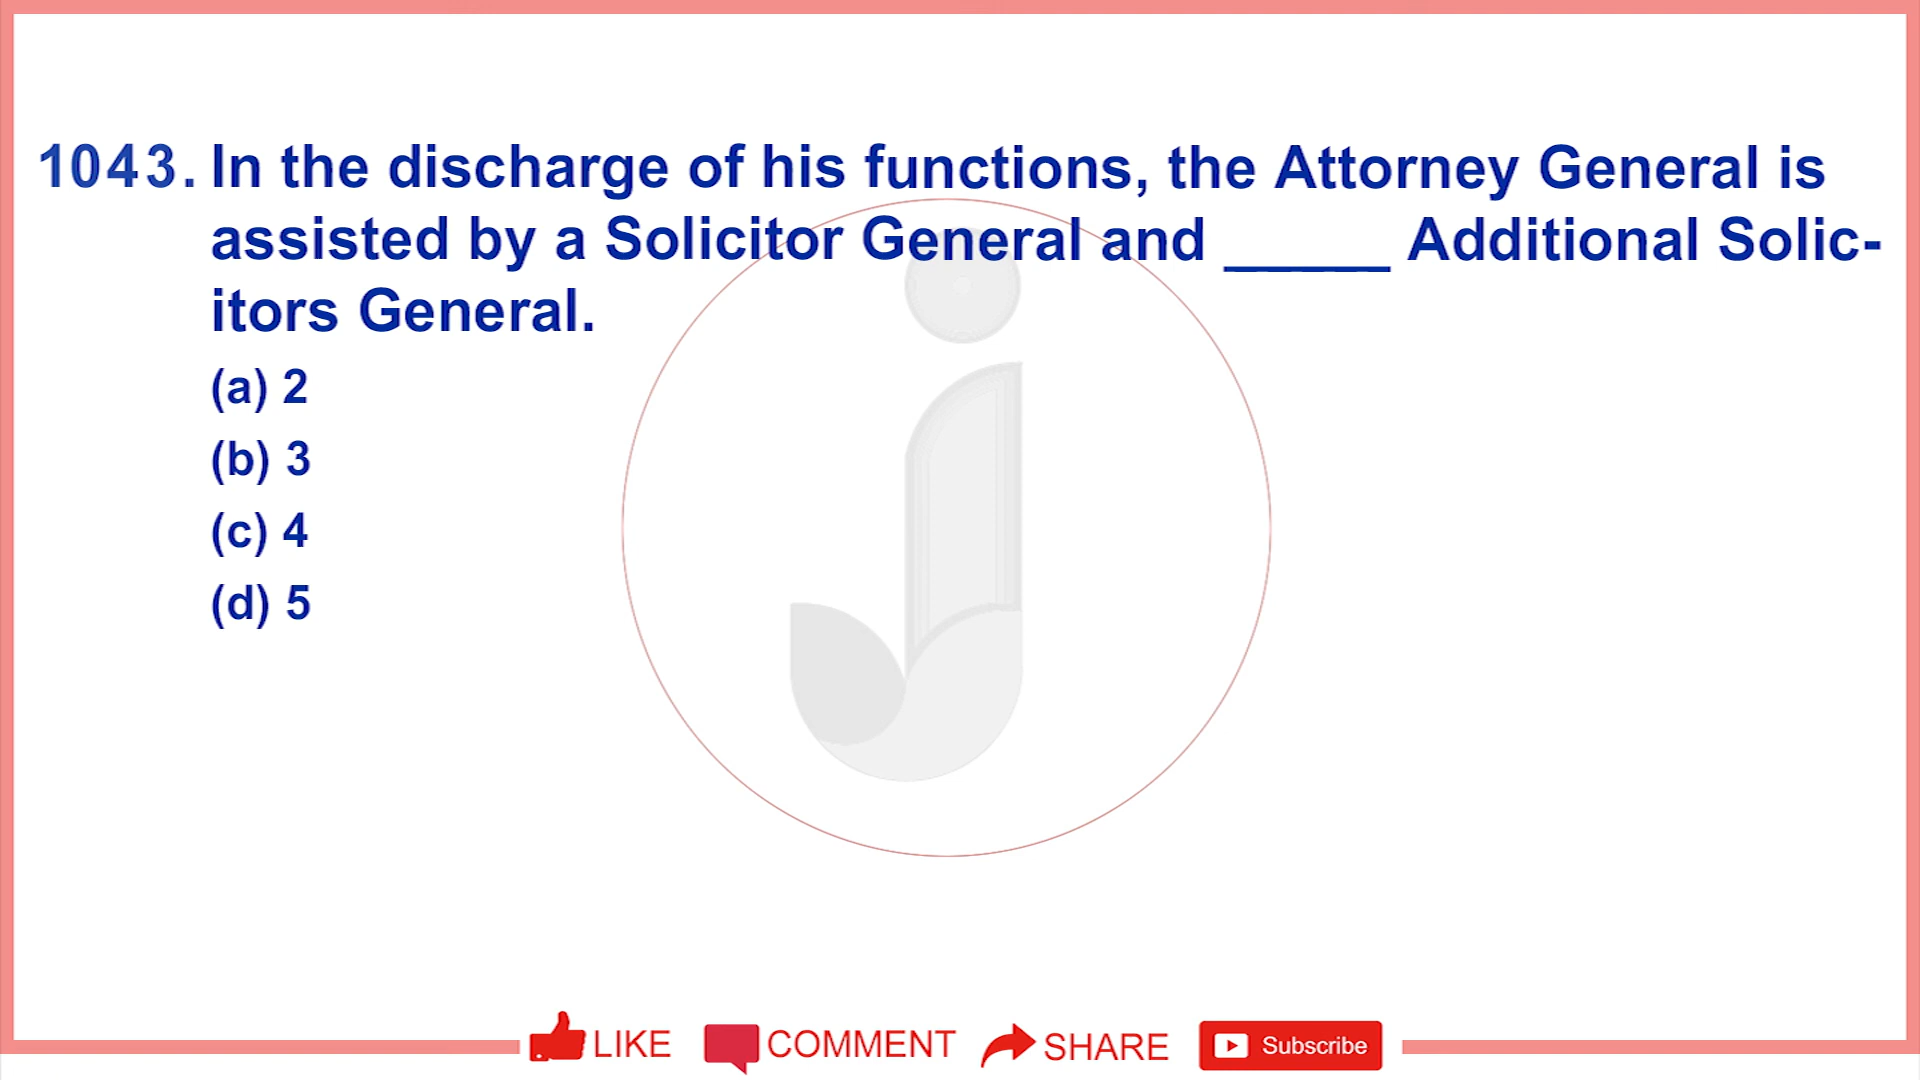 1043. In the discharge of his functions, the Attorney General is
assisted by a Solicitor General and _____ Additional Solic-
itors General.
(a) 2
(b) 3
(c) 4
(d) 5
LIKE COMMENT SHARE Subscribe